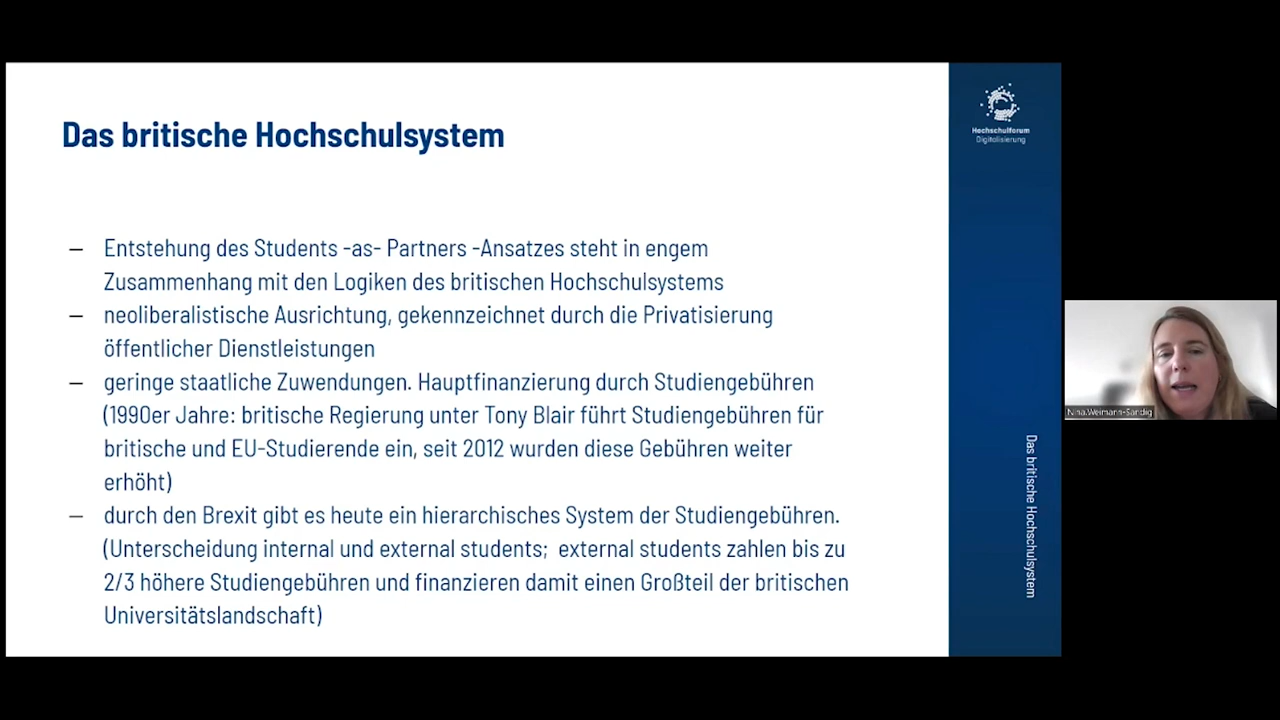 Das britische Hochschulsystem
– Entstehung des Students -as- Partners -Ansatzes steht in engem
Zusammenhang mit den Logiken des britischen Hochschulsystems
– neoliberalistische Ausrichtung, gekennzeichnet durch die Privatisierung
öffentlicher Dienstleistungen
– geringe staatliche Zuwendungen. Hauptfinanzierung durch Studiengebühren
(1990er Jahre: britische Regierung unter Tony Blair führt Studiengebühren für
britische und EU-Studierende ein, seit 2012 wurden diese Gebühren weiter
erhöht)
– durch den Brexit gibt es heute ein hierarchisches System der Studiengebühren.
(Unterscheidung internal und external students; external students zahlen bis zu
2/3 höhere Studiengebühren und finanzieren damit einen Großteil der britischen
Universitätslandschaft)
Hochschulforum
Digitalisierung
Das britische Hochschulsystem
Nina.Weimann-Sandig